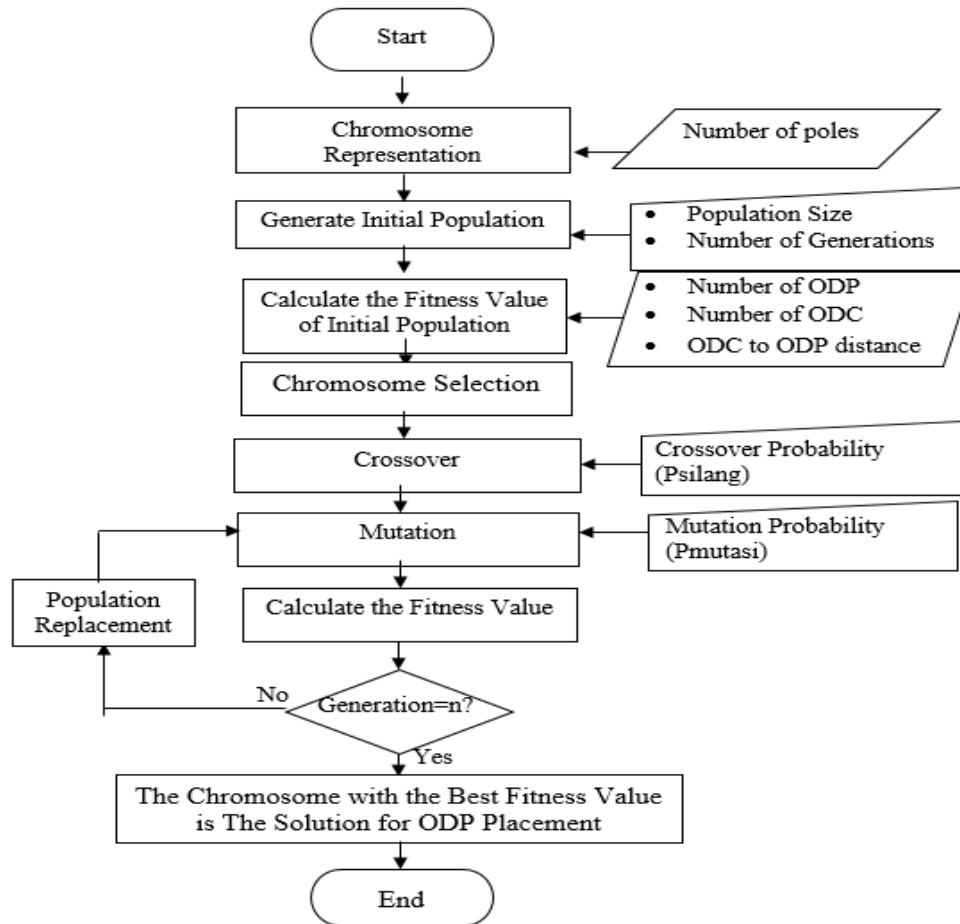 Start
Chromosome
Representation
Number of poles
Generate Initial Population
• Population Size
• Number of Generations
Calculate the Fitness Value
of Initial Population
• Number of ODP
• Number of ODC
• ODC to ODP distance
Chromosome Selection
Crossover
Crossover Probability
(Psilang)
Mutation
Mutation Probability
(Pmutasi)
Population
Replacement
Calculate the Fitness Value
No
Generation=n?
Yes
The Chromosome with the Best Fitness Value
is The Solution for ODP Placement
End